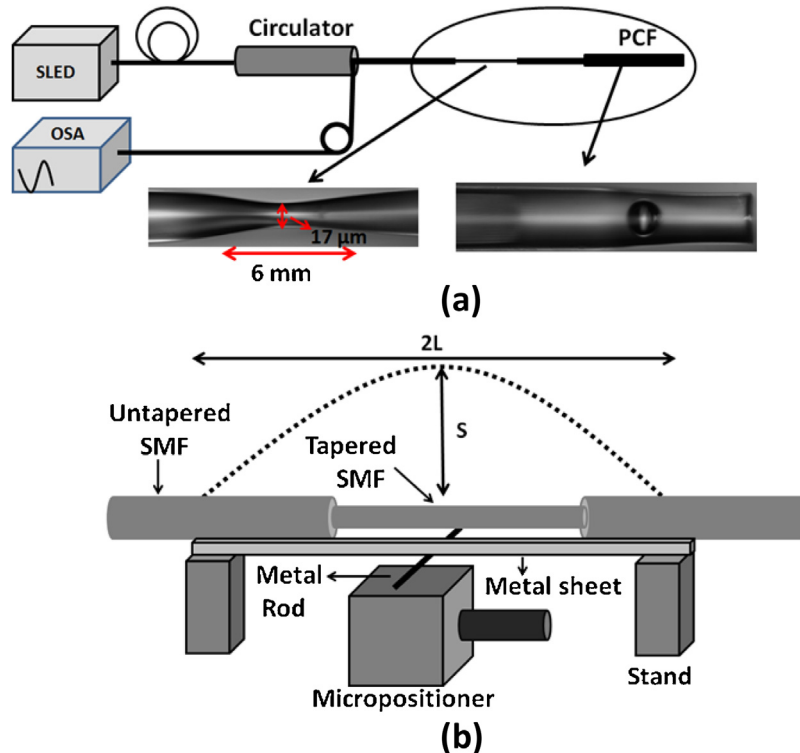 Circulator
PCF
SLED
OSA
17 µm
6 mm
(a)
2L
Untapered
SMF
S
Tapered
SMF
Metal
Rod
Metal sheet
Micropositioner
Stand
(b)